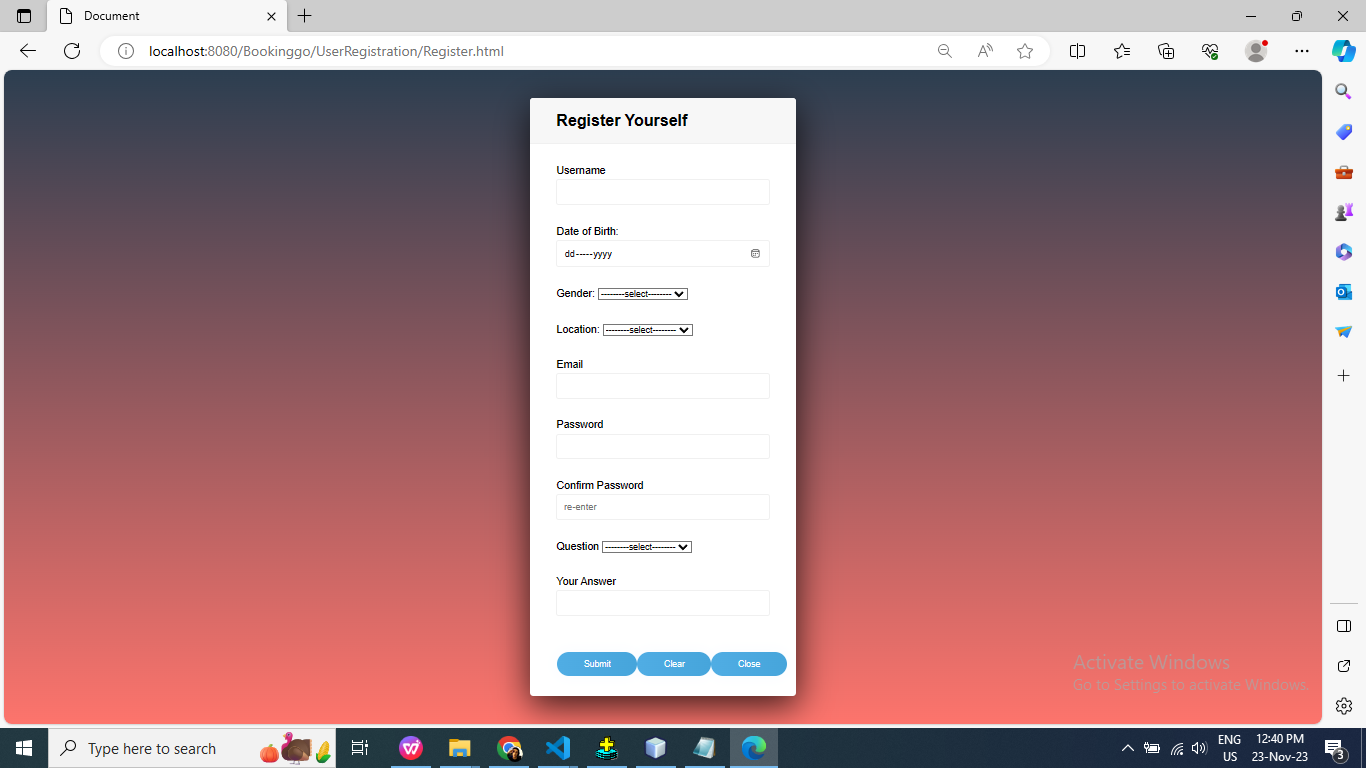 Document
localhost:8080/Bookinggo/UserRegistration/Register.html
Register Yourself
Username
Date of Birth:
dd-----yyyy
Gender: --------select--------
Location: --------select--------
Email
Password
Confirm Password
re-enter
Question --------select--------
Your Answer
Submit Clear Close
Activate Windows
Go to Settings to activate Windows.
Type here to search
ENG 12:40 PM
US 23-Nov-23
3